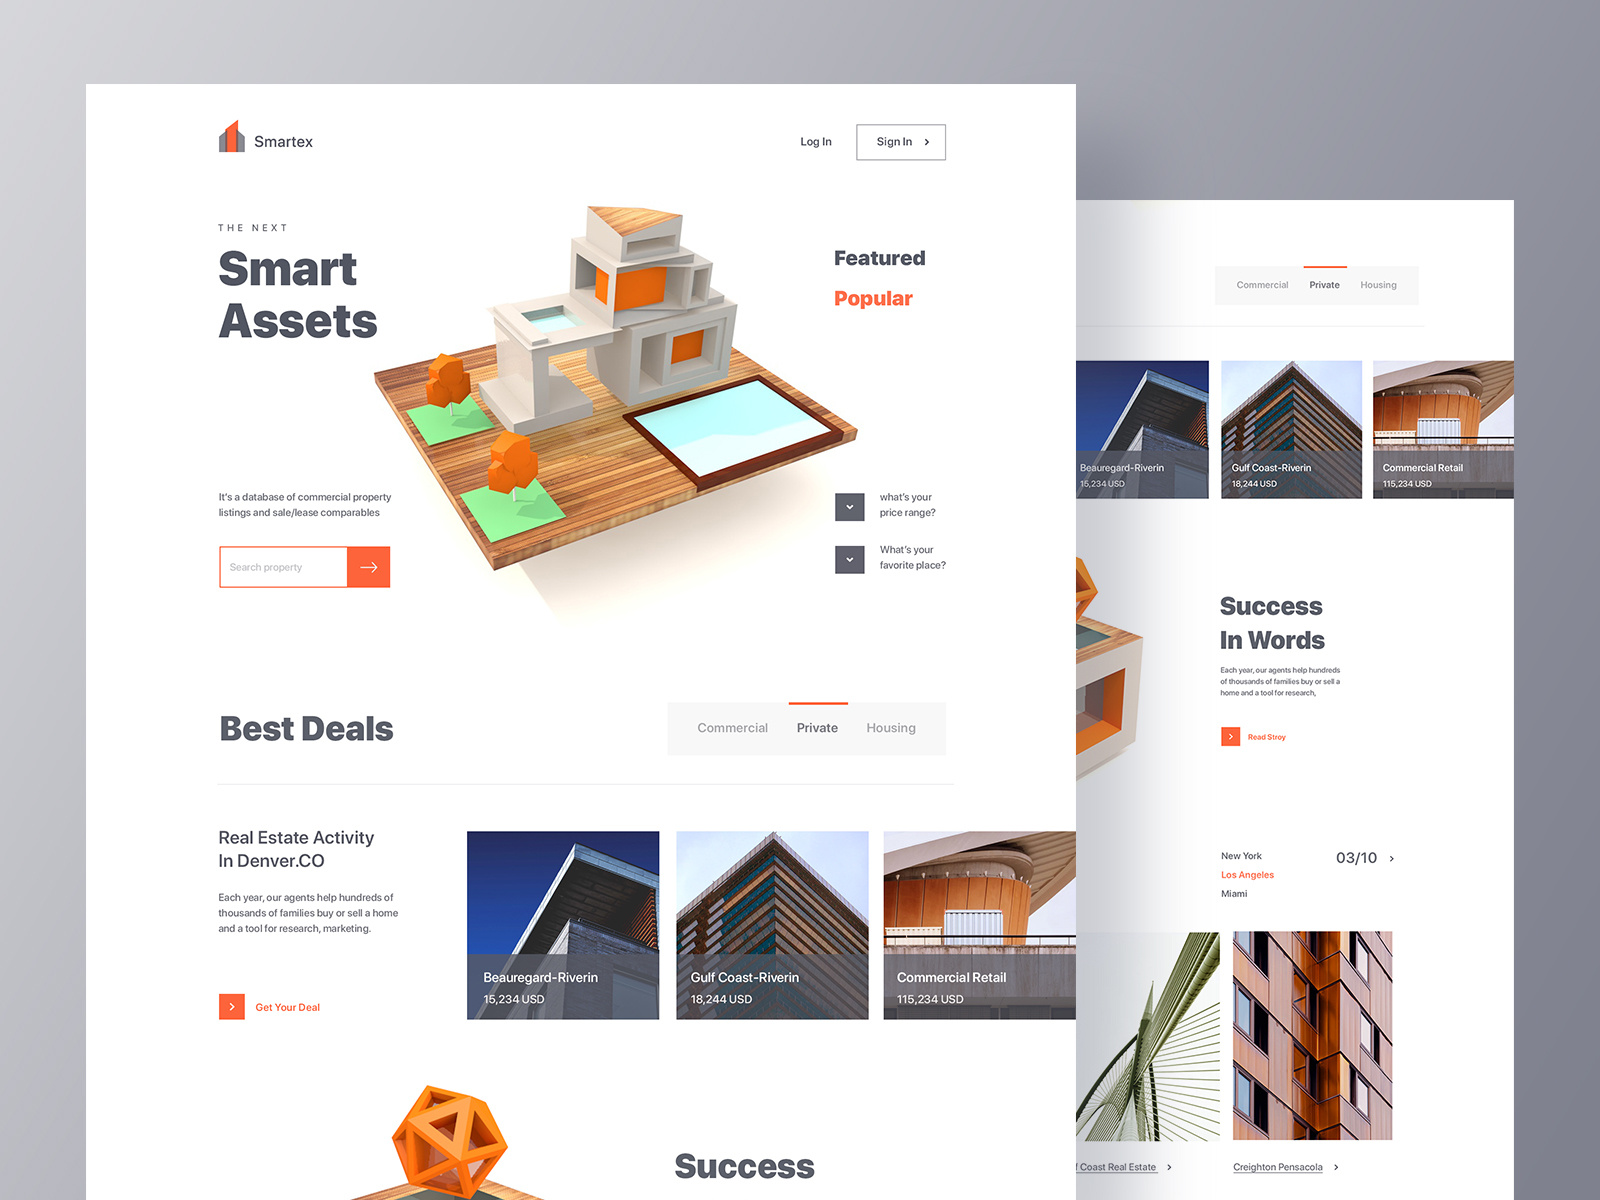 Smartex
Log In
Sign In
THE NEXT
Smart
Assets
Featured
Popular
It's a database of commercial property
listings and sale/lease comparables
Search property
what's your
price range?
What's your
favorite place?
Best Deals
Commercial
Private
Housing
Real Estate Activity
In Denver.CO
Each year, our agents help hundreds of
thousands of families buy or sell a home
and a tool for research, marketing.
Get Your Deal
Beauregard-Riverin
15,234 USD
Gulf Coast-Riverin
18,244 USD
Commercial Retail
115,234 USD
Success
Commercial
Private
Housing
Beauregard-Riverin
15,234 USD
Gulf Coast-Riverin
18,244 USD
Commercial Retail
115,234 USD
Success
In Words
Each year, our agents help hundreds
of thousands of families buy or sell a
home and a tool for research,
Read Stroy
New York
Los Angeles
Miami
03/10
f Coast Real Estate
Creighton Pensacola